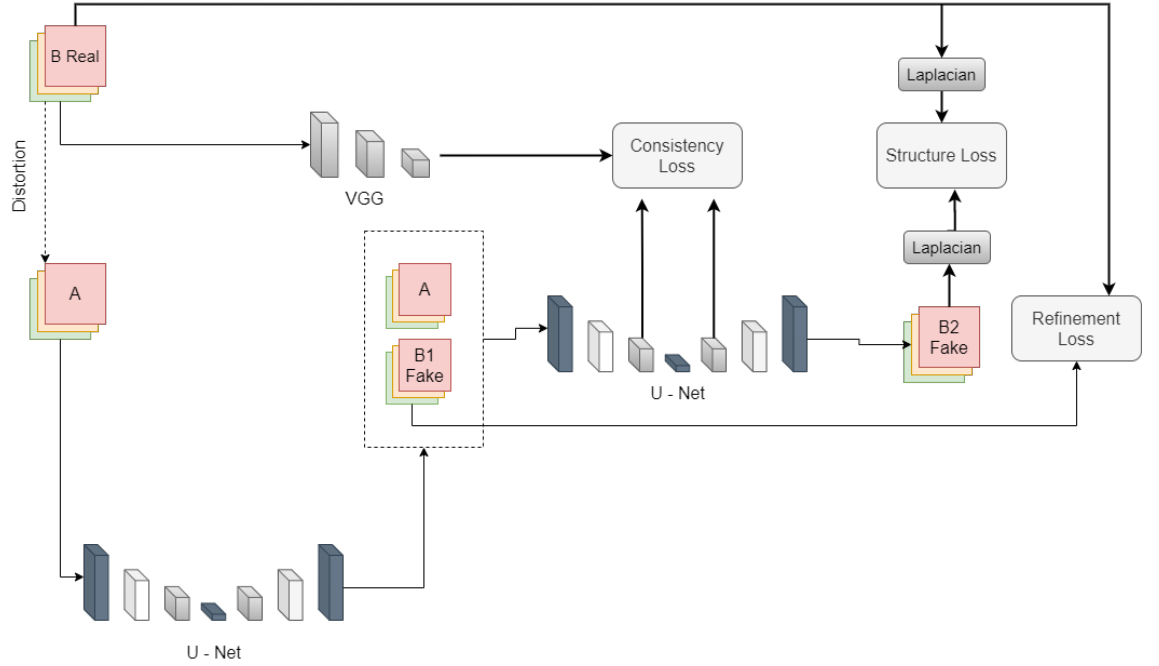 B Real
Laplacian
Consistency
Loss
Structure Loss
Distortion
VGG
Laplacian
A
A
B1
Fake
B2
Fake
Refinement
Loss
U - Net
U - Net